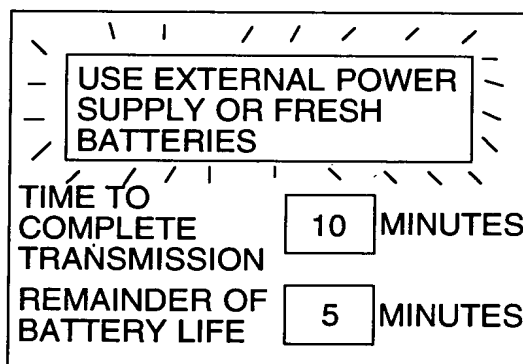 USE EXTERNAL POWER
SUPPLY OR FRESH
BATTERIES
TIME TO
COMPLETE
TRANSMISSION
10 MINUTES
REMAINDER OF
BATTERY LIFE
5 MINUTES